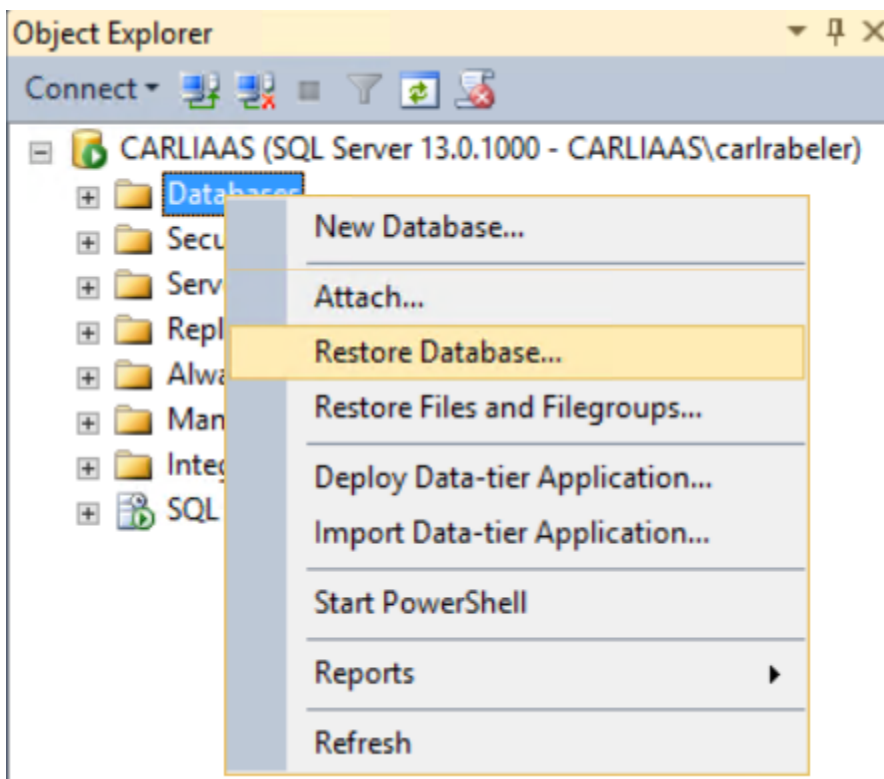 Object Explorer
Connect
CARLIAAS (SQL Server 13.0.1000 - CARLIAAS\carlrabeler)
Databases
Secu
Serv
Repl
Alwa
Man
Integ
SQL
New Database...
Attach...
Restore Database...
Restore Files and Filegroups...
Deploy Data-tier Application...
Import Data-tier Application...
Start PowerShell
Reports
Refresh